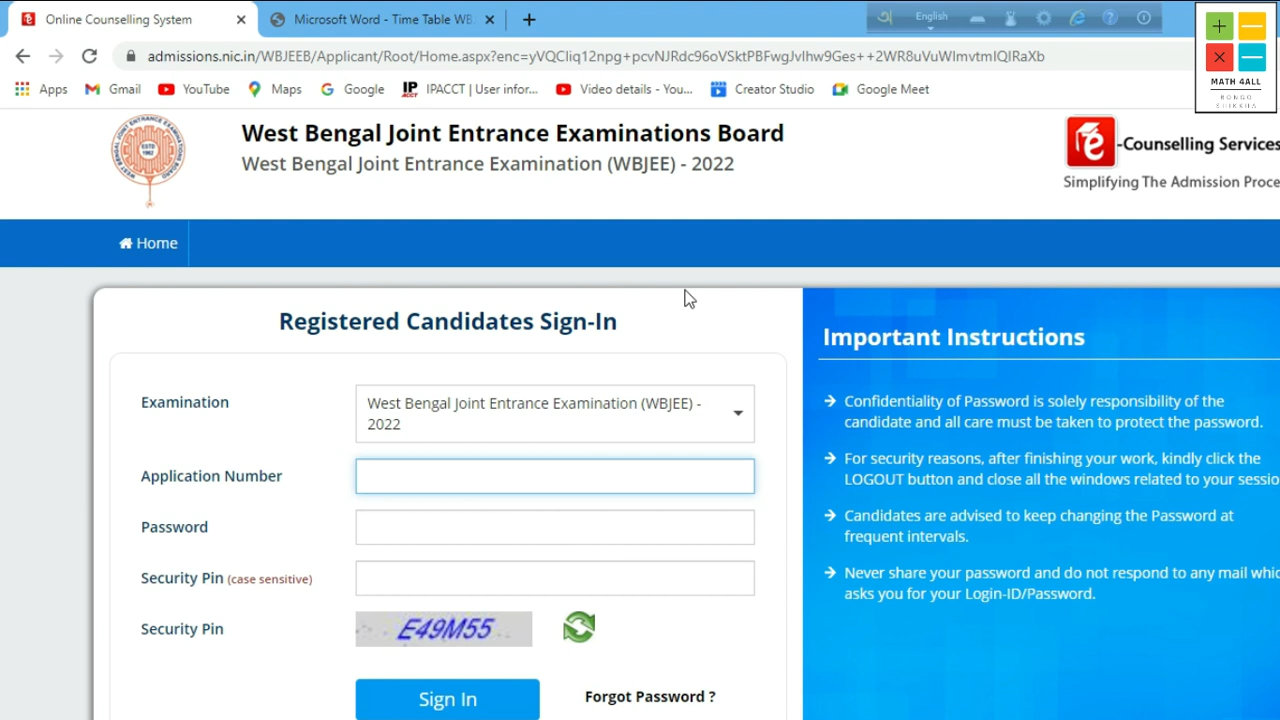 Online Counselling System
Microsoft Word - Time Table WB
English
admissions.nic.in/WBJEEB/Applicant/Root/Home.aspx?enc=yVQCIiq12npg+pcvNJRdc96oVSktPBFwgJvlhw9Ges++2WR8uVuWlmvtmIQIRaXb
Apps
Gmail
YouTube
Maps
Google
IPACCT | User infor...
Video details - You...
Creator Studio
Google Meet
MATH 4ALL
BONGO
SHIKKHA
West Bengal Joint Entrance Examinations Board
West Bengal Joint Entrance Examination (WBJEE) - 2022
-Counselling Services
Simplifying The Admission Proce
Home
Registered Candidates Sign-In
Examination
West Bengal Joint Entrance Examination (WBJEE) -
2022
Application Number
Password
Security Pin (case sensitive)
Security Pin
E49M55
Sign In
Forgot Password ?
Important Instructions
Confidentiality of Password is solely responsibility of the
candidate and all care must be taken to protect the password.
For security reasons, after finishing your work, kindly click the
LOGOUT button and close all the windows related to your sessio
Candidates are advised to keep changing the Password at
frequent intervals.
Never share your password and do not respond to any mail whic
asks you for your Login-ID/Password.